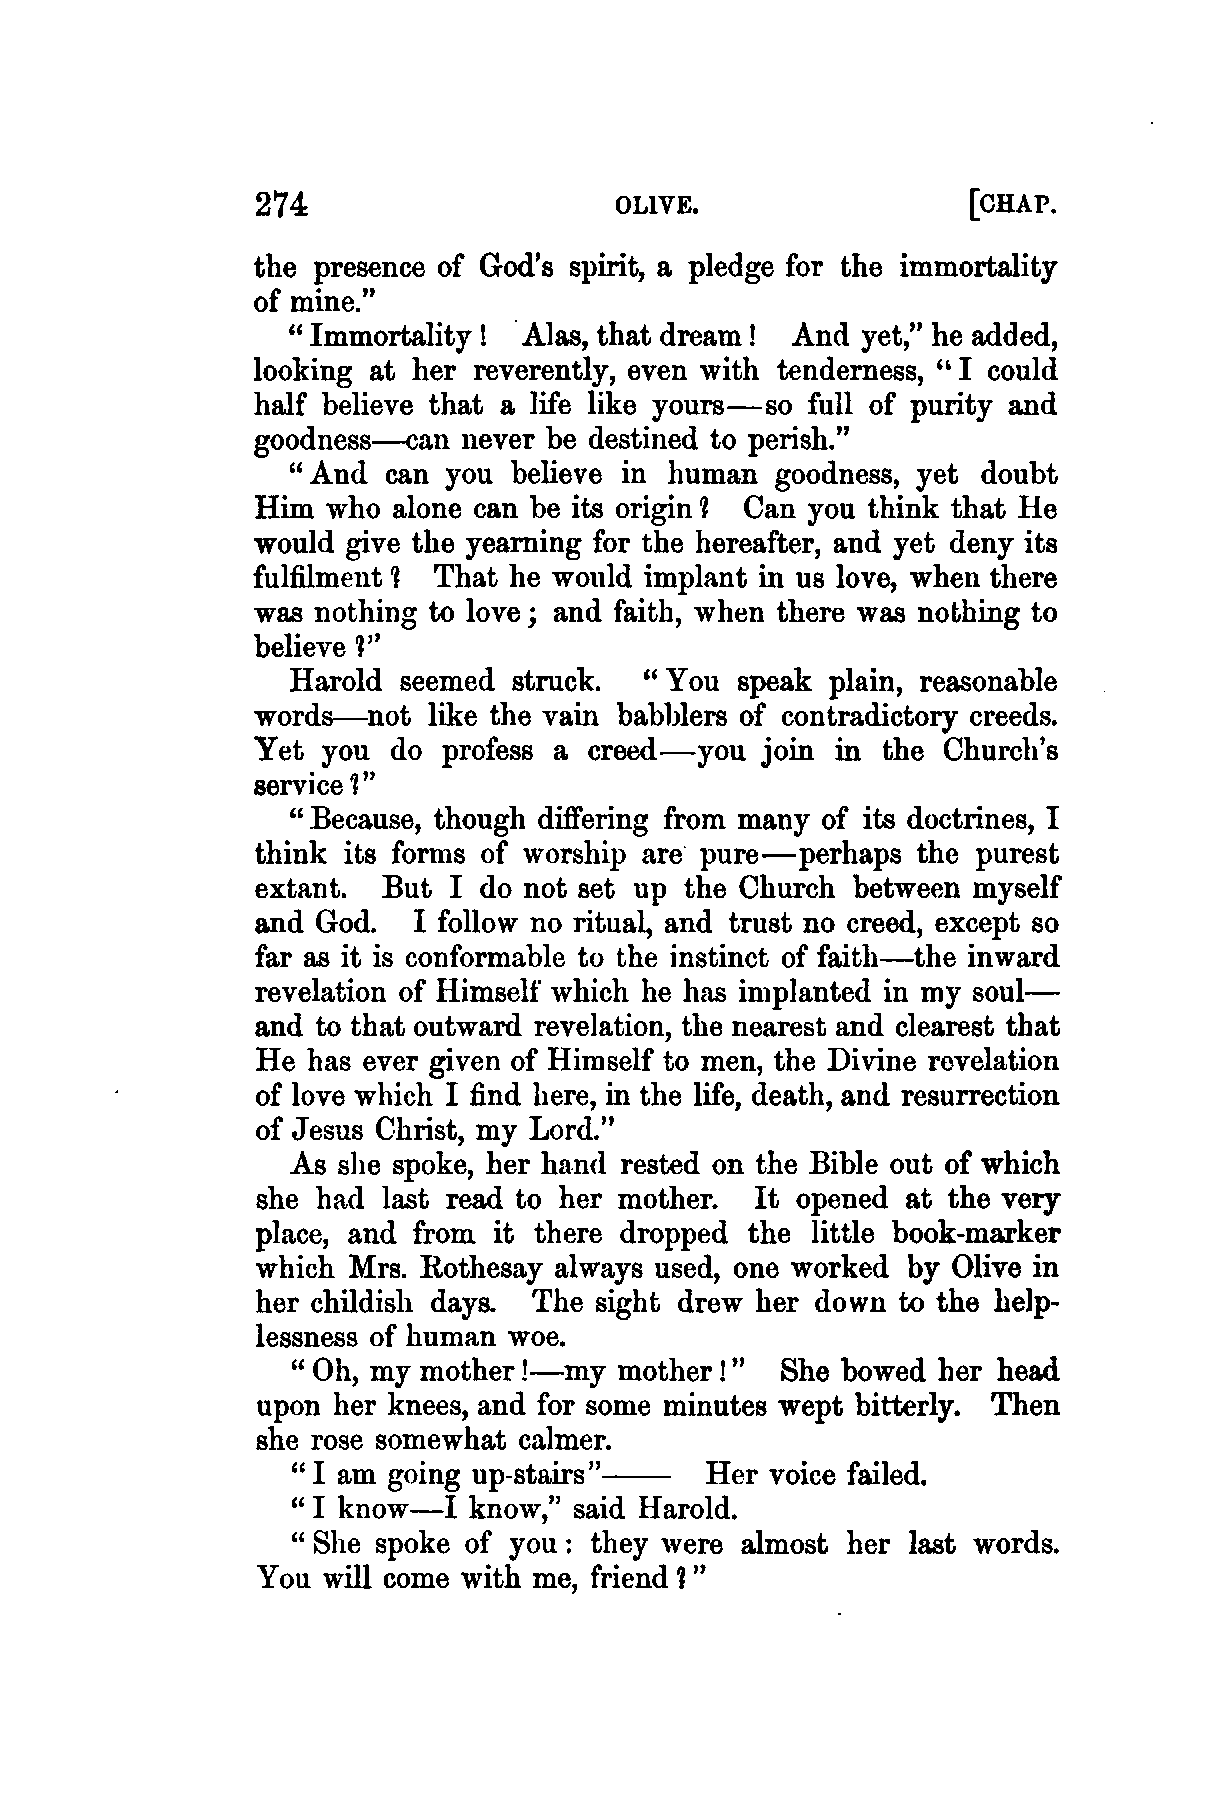 274 OLIVE. [CHAP.
the presence of God's spirit, a pledge for the immortality
of mine."
"Immortality! Alas, that dream! And yet," he added,
looking at her reverently, even with tenderness, "I could
half believe that a life like yours—so full of purity and
goodness—can never be destined to perish."
"And can you believe in human goodness, yet doubt
Him who alone can be its origin? Can you think that He
would give the yearning for the hereafter, and yet deny its
fulfilment? That he would implant in us love, when there
was nothing to love; and faith, when there was nothing to
believe?"
Harold seemed struck. "You speak plain, reasonable
words—not like the vain babblers of contradictory creeds.
Yet you do profess a creed—you join in the Church's
service?"
"Because, though differing from many of its doctrines, I
think its forms of worship are pure—perhaps the purest
extant. But I do not set up the Church between myself
and God. I follow no ritual, and trust no creed, except so
far as it is conformable to the instinct of faith—the inward
revelation of Himself which he has implanted in my soul—
and to that outward revelation, the nearest and clearest that
He has ever given of Himself to men, the Divine revelation
of love which I find here, in the life, death, and resurrection
of Jesus Christ, my Lord."
As she spoke, her hand rested on the Bible out of which
she had last read to her mother. It opened at the very
place, and from it there dropped the little book-marker
which Mrs. Rothesay always used, one worked by Olive in
her childish days. The sight drew her down to the help-
lessness of human woe.
"Oh, my mother!—my mother!" She bowed her head
upon her knees, and for some minutes wept bitterly. Then
she rose somewhat calmer.
"I am going up-stairs"—— Her voice failed.
"I know—I know," said Harold.
"She spoke of you: they were almost her last words.
You will come with me, friend?"